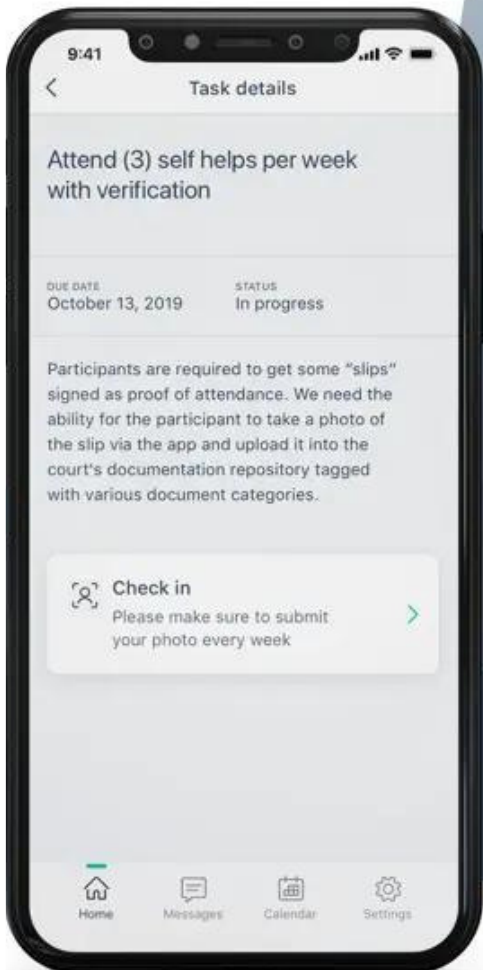 9:41
Task details
Attend (3) self helps per week
with verification
DUE DATE STATUS
October 13, 2019 In progress
Participants are required to get some "slips"
signed as proof of attendance. We need the
ability for the participant to take a photo of
the slip via the app and upload it into the
court's documentation repository tagged
with various document categories.
Check in
Please make sure to submit
your photo every week
Home Messages Calendar Settings